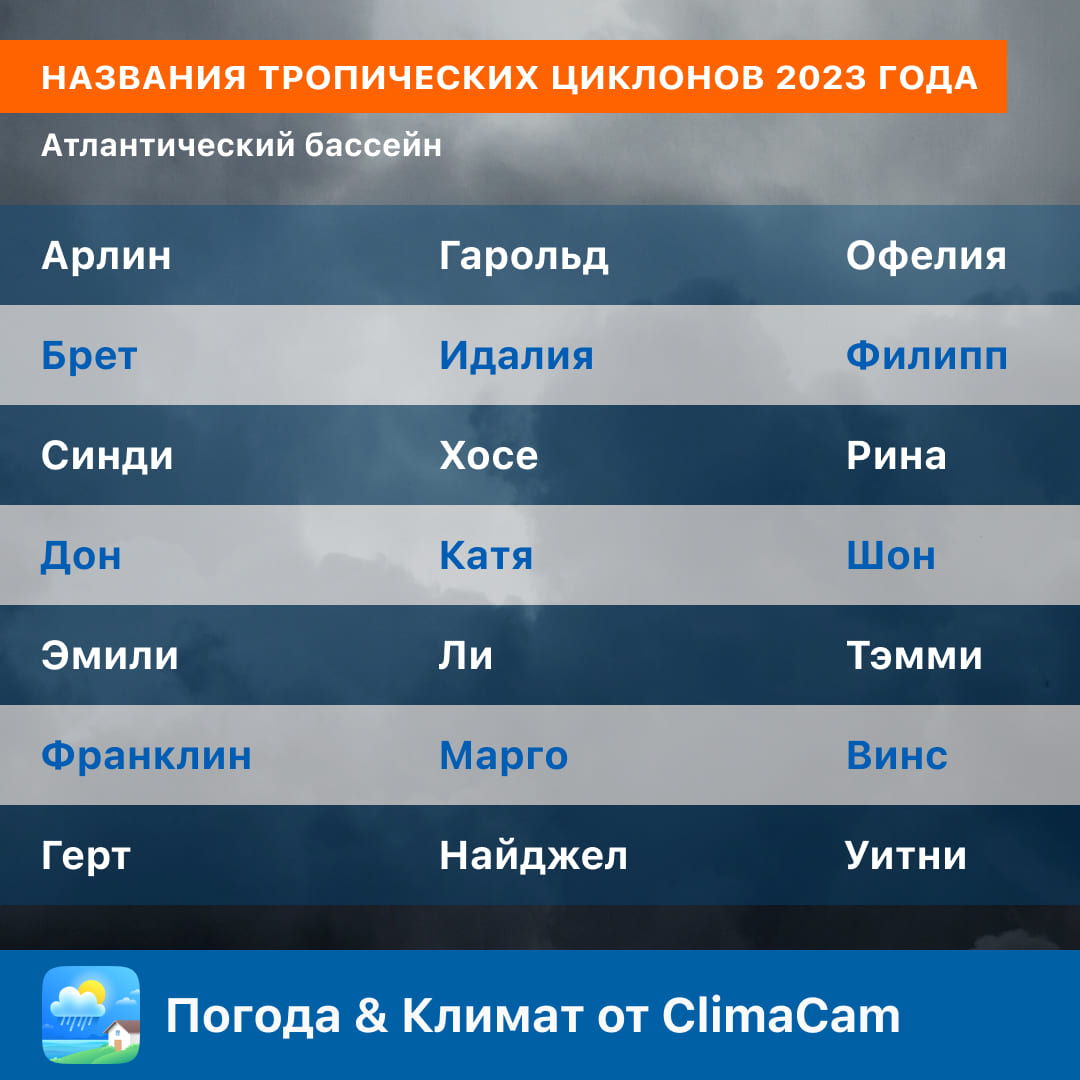 НАЗВАНИЯ ТРОПИЧЕСКИХ ЦИКЛОНОВ 2023 ГОДА
Атлантический бассейн
Арлин Гарольд Офелия
Брет Идалия Филипп
Синди Хосе Рина
Дон Катя Шон
Эмили Ли Тэмми
Франклин Марго Винс
Герт Найджел Уитни
Погода & Климат от ClimaCam